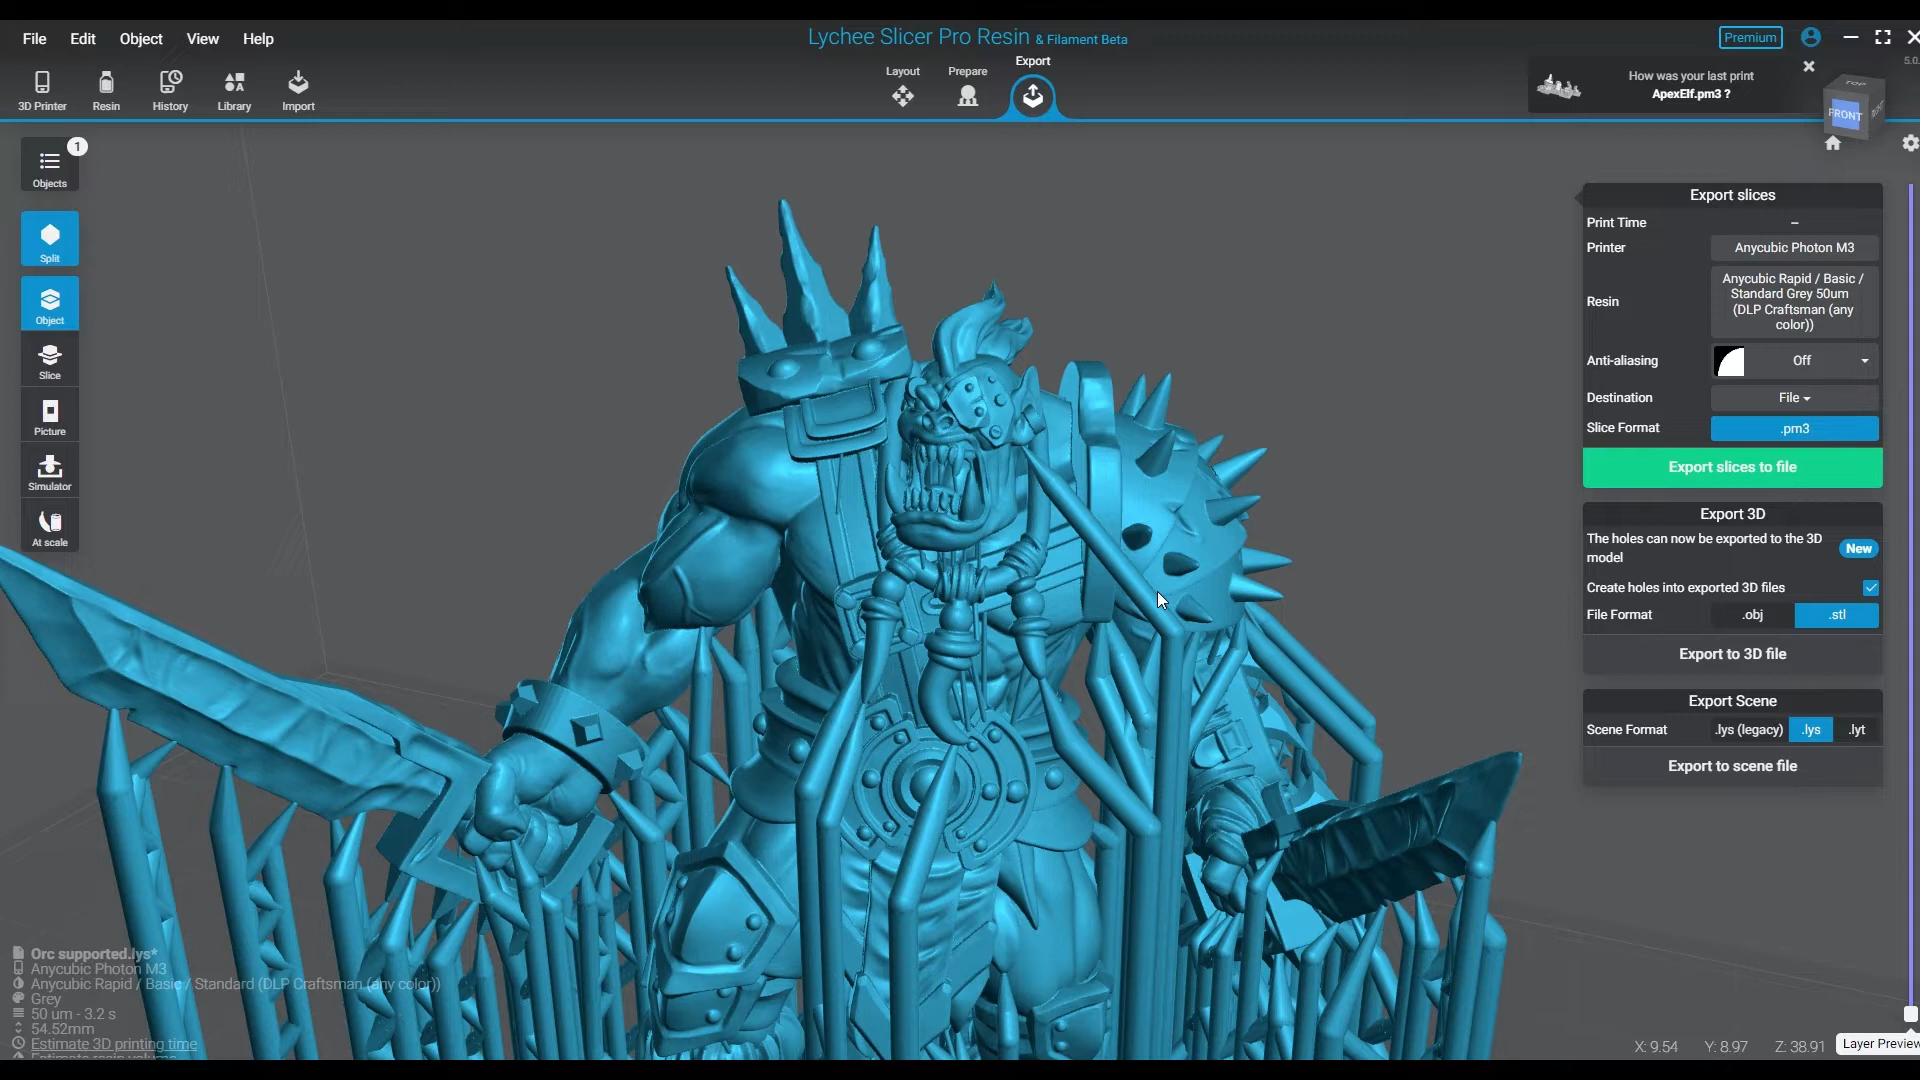 File Edit Object View Help
Lychee Slicer Pro Resin & Filament Beta
Premium
3D Printer Resin History Library Import
Layout Prepare Export
How was your last print
ApexElf.pm3 ?
5.0.
TOP
FRONT
1
Objects
Split
Object
Slice
Picture
Simulator
At scale
Export slices
Print Time –
Printer Anycubic Photon M3
Resin
Anycubic Rapid / Basic /
Standard Grey 50um
(DLP Craftsman (any
color))
Anti-aliasing Off
Destination File
Slice Format .pm3
Export slices to file
Export 3D
The holes can now be exported to the 3D
model
New
Create holes into exported 3D files
File Format .obj .stl
Export to 3D file
Export Scene
Scene Format .lys (legacy) .lys .lyt
Export to scene file
Orc supported.lys*
Anycubic Photon M3
Anycubic Rapid / Basic / Standard (DLP Craftsman (any color))
Grey
50 um - 3.2 s
54.52mm
Estimate 3D printing time
Estimate resin volume
X: 9.54 Y: 8.97 Z: 38.91
Layer Preview